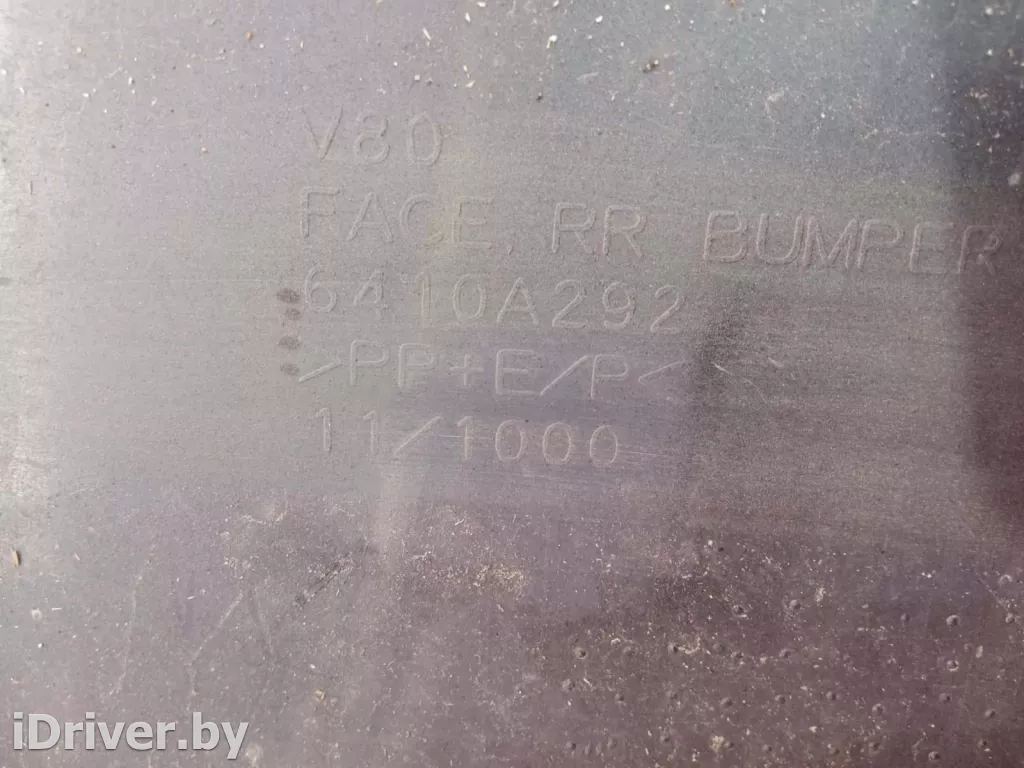 V80
FACE, RR BUMPER
6410A292
>PP+E/P<
11/1000
iDriver.by